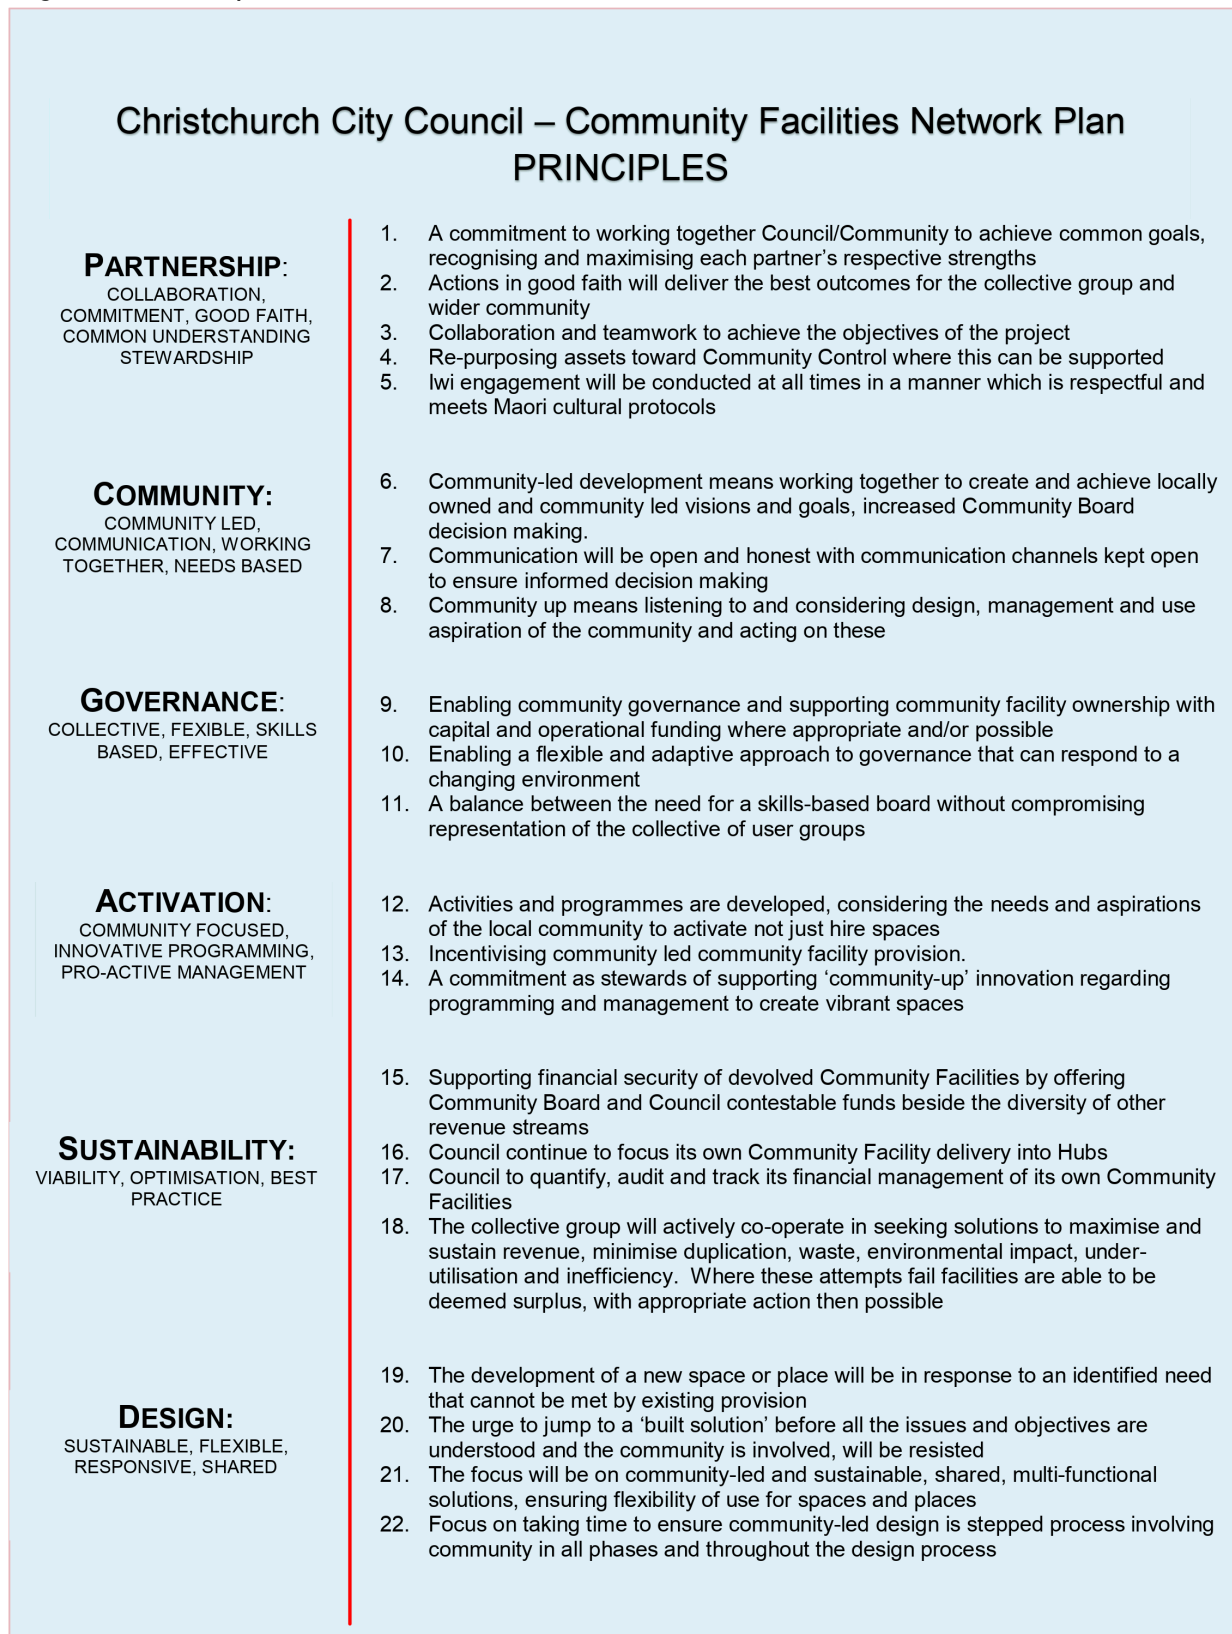 Christchurch City Council – Community Facilities Network Plan
PRINCIPLES
PARTNERSHIP:
COLLABORATION,
COMMITMENT, GOOD FAITH,
COMMON UNDERSTANDING
STEWARDSHIP
1. A commitment to working together Council/Community to achieve common goals,
recognising and maximising each partner’s respective strengths
2. Actions in good faith will deliver the best outcomes for the collective group and
wider community
3. Collaboration and teamwork to achieve the objectives of the project
4. Re-purposing assets toward Community Control where this can be supported
5. Iwi engagement will be conducted at all times in a manner which is respectful and
meets Maori cultural protocols
COMMUNITY:
COMMUNITY LED,
COMMUNICATION, WORKING
TOGETHER, NEEDS BASED
6. Community-led development means working together to create and achieve locally
owned and community led visions and goals, increased Community Board
decision making.
7. Communication will be open and honest with communication channels kept open
to ensure informed decision making
8. Community up means listening to and considering design, management and use
aspiration of the community and acting on these
GOVERNANCE:
COLLECTIVE, FEXIBLE, SKILLS
BASED, EFFECTIVE
9. Enabling community governance and supporting community facility ownership with
capital and operational funding where appropriate and/or possible
10. Enabling a flexible and adaptive approach to governance that can respond to a
changing environment
11. A balance between the need for a skills-based board without compromising
representation of the collective of user groups
ACTIVATION:
COMMUNITY FOCUSED,
INNOVATIVE PROGRAMMING,
PRO-ACTIVE MANAGEMENT
12. Activities and programmes are developed, considering the needs and aspirations
of the local community to activate not just hire spaces
13. Incentivising community led community facility provision.
14. A commitment as stewards of supporting ‘community-up’ innovation regarding
programming and management to create vibrant spaces
SUSTAINABILITY:
VIABILITY, OPTIMISATION, BEST
PRACTICE
15. Supporting financial security of devolved Community Facilities by offering
Community Board and Council contestable funds beside the diversity of other
revenue streams
16. Council continue to focus its own Community Facility delivery into Hubs
17. Council to quantify, audit and track its financial management of its own Community
Facilities
18. The collective group will actively co-operate in seeking solutions to maximise and
sustain revenue, minimise duplication, waste, environmental impact, under-
utilisation and inefficiency.  Where these attempts fail facilities are able to be
deemed surplus, with appropriate action then possible
DESIGN:
SUSTAINABLE, FLEXIBLE,
RESPONSIVE, SHARED
19. The development of a new space or place will be in response to an identified need
that cannot be met by existing provision
20. The urge to jump to a ‘built solution’ before all the issues and objectives are
understood and the community is involved, will be resisted
21. The focus will be on community-led and sustainable, shared, multi-functional
solutions, ensuring flexibility of use for spaces and places
22. Focus on taking time to ensure community-led design is stepped process involving
community in all phases and throughout the design process